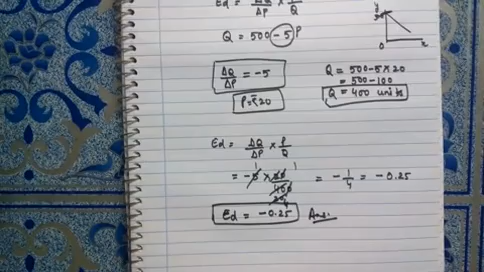 Ed = ΔQ/ΔP × P/Q
Q = 500 - 5P
y
0 x
ΔQ/ΔP = -5
P = ₹20
Q = 500 - 5 × 20
= 500 - 100
Q = 400 units
Ed = ΔQ/ΔP × P/Q
= -5 × 20/400 = -1/4 = -0.25
Ed = -0.25 Ans.